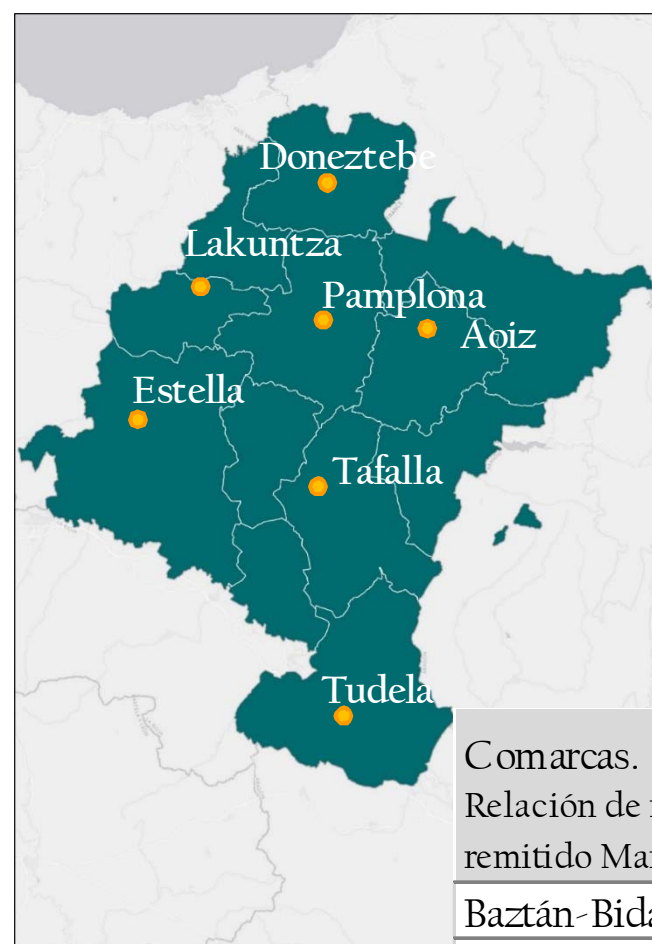 Doneztebe
Lakuntza
Pamplona
Aoiz
Estella
Tafalla
Tudela
Comarcas.
Relación de
remitido